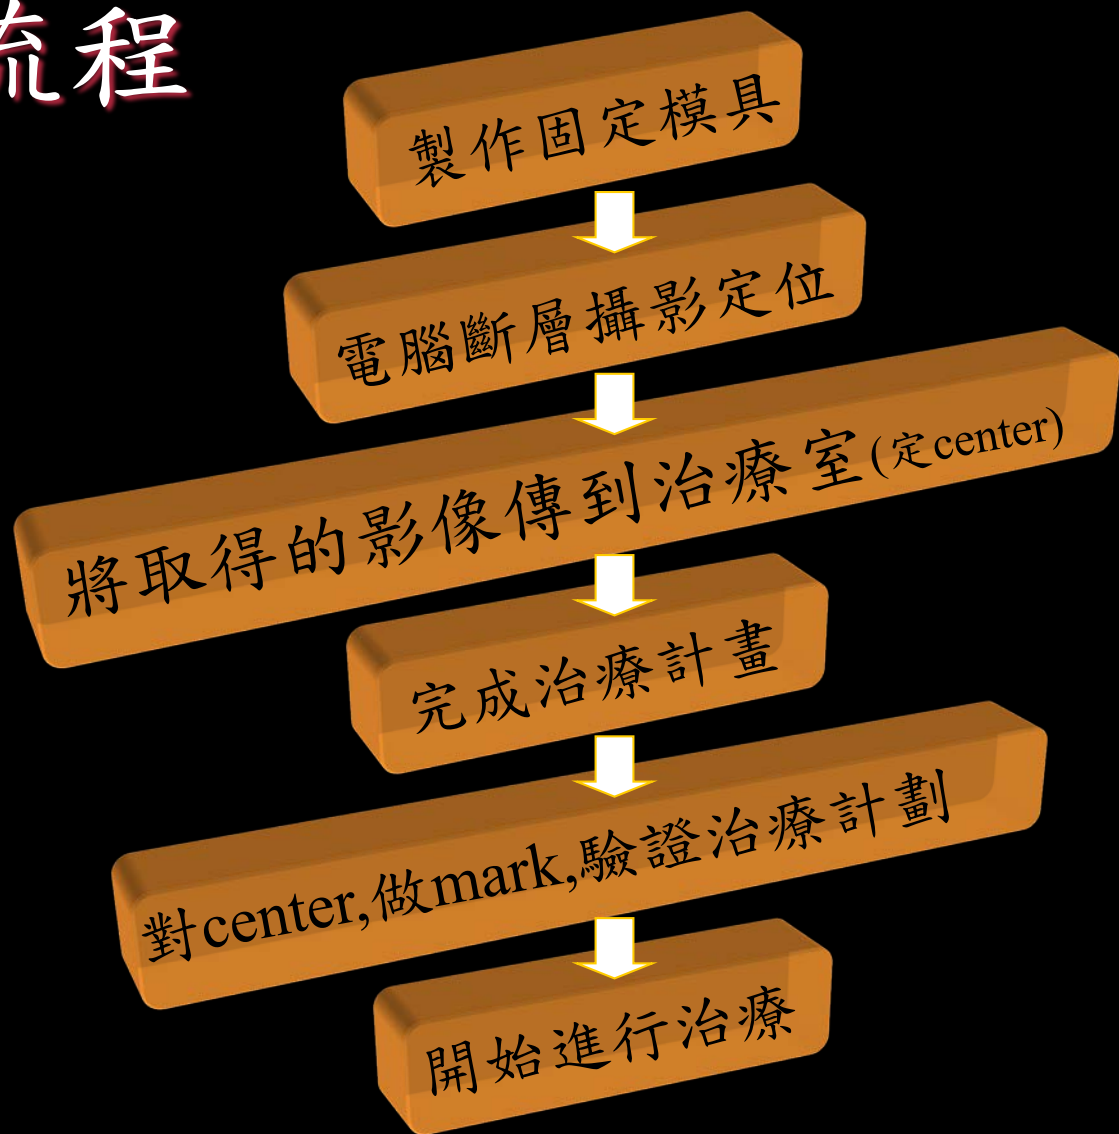 流程
製作固定模具
電腦斷層攝影定位
將取得的影像傳到治療室(定center)
完成治療計畫
對center,做mark,驗證治療計劃
開始進行治療